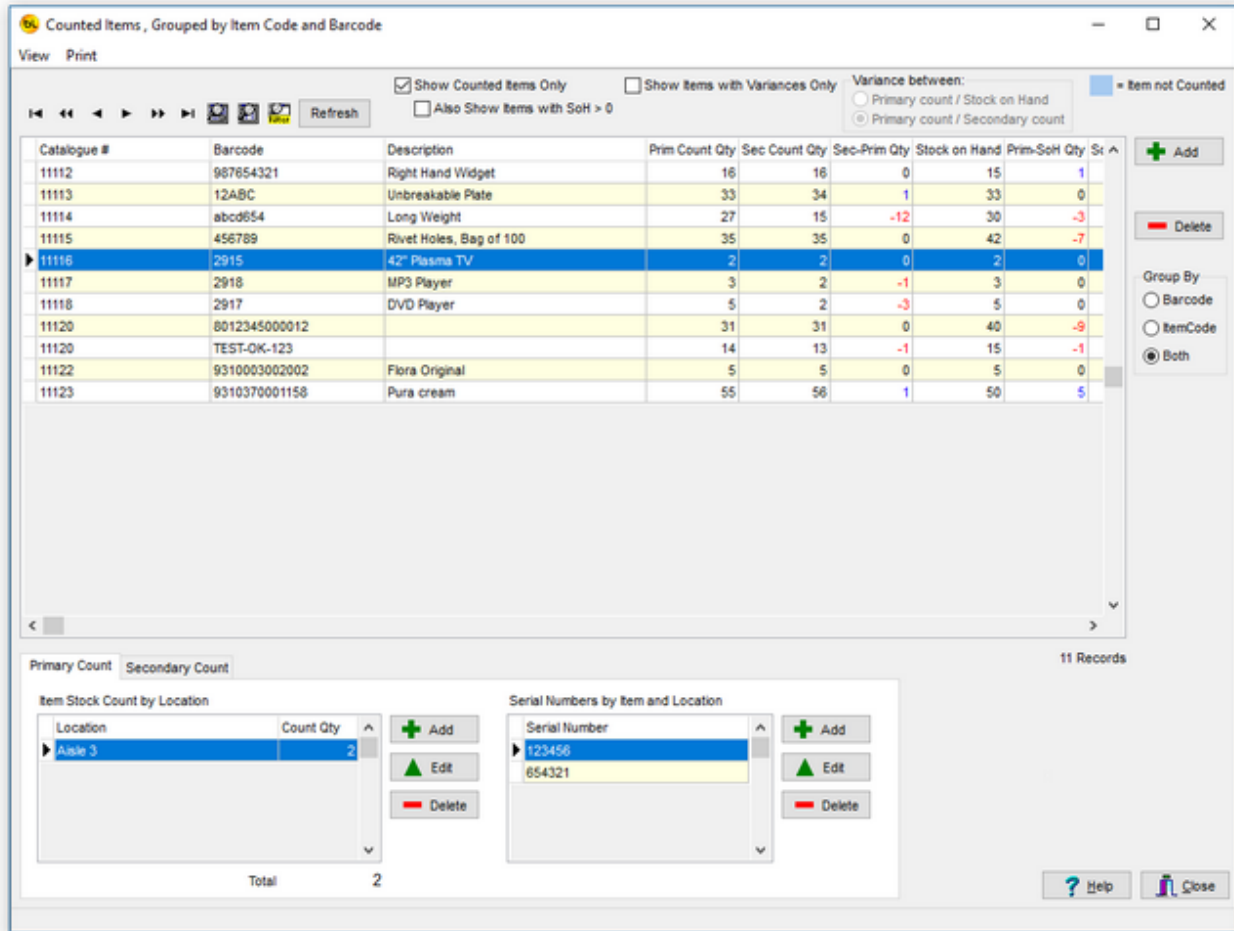 bL Counted Items , Grouped by Item Code and Barcode
View Print
Show Counted Items Only Show Items with Variances Only Variance between: = Item not Counted
Also Show Items with SoH > 0 Primary count / Stock on Hand
Refresh Primary count / Secondary count
Catalogue # Barcode Description Prim Count Qty Sec Count Qty Sec-Prim Qty Stock on Hand Prim-SoH Qty Add
11112 987654321 Right Hand Widget 16 16 0 15 1
11113 12ABC Unbreakable Plate 33 34 1 33 0
11114 abcd654 Long Weight 27 15 -12 30 -3 Delete
11115 456789 Rivet Holes, Bag of 100 35 35 0 42 -7
11116 2915 42" Plasma TV 2 2 0 2 0
11117 2918 MP3 Player 3 2 -1 3 0 Group By
11118 2917 DVD Player 5 2 -3 5 0 Barcode
11120 8012345000012 31 31 0 40 -9 ItemCode
11120 TEST-OK-123 14 13 -1 15 -1 Both
11122 9310003002002 Flora Original 5 5 0 5 0
11123 9310370001158 Pura cream 55 56 1 50 5
11 Records
Primary Count Secondary Count
Item Stock Count by Location Serial Numbers by Item and Location
Location Count Qty Add Serial Number Add
Aisle 3 2 123456
654321
Edit Edit
Delete Delete
Total 2
Help Close